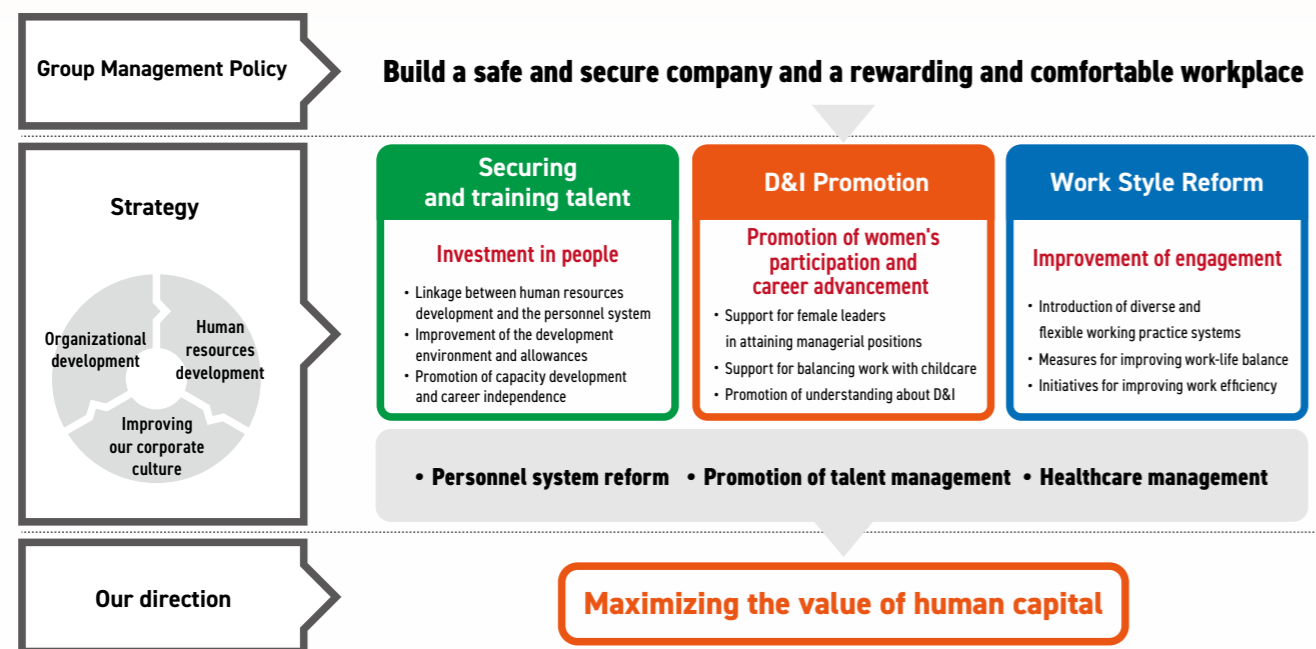 Group Management Policy
Build a safe and secure company and a rewarding and comfortable workplace
Strategy
Organizational
development
Human
resources
development
Improving
our corporate
culture
Securing
and training talent
Investment in people
• Linkage between human resources
development and the personnel system
• Improvement of the development
environment and allowances
• Promotion of capacity development
and career independence
D&I Promotion
Promotion of women's
participation and
career advancement
• Support for female leaders
in attaining managerial positions
• Support for balancing work with childcare
• Promotion of understanding about D&I
Work Style Reform
Improvement of engagement
• Introduction of diverse and
flexible working practice systems
• Measures for improving work-life balance
• Initiatives for improving work efficiency
• Personnel system reform • Promotion of talent management • Healthcare management
Our direction
Maximizing the value of human capital